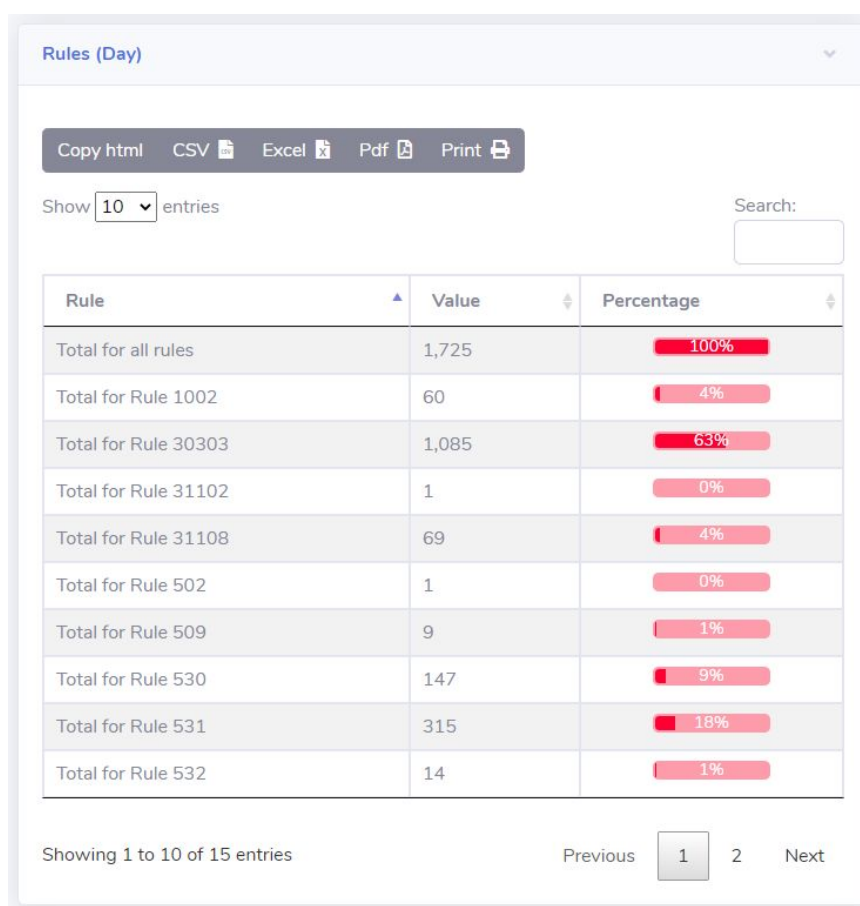 Rules (Day)
Copy html CSV Excel Pdf Print
Show 10 entries
Search:
Rule Value Percentage
Total for all rules 1,725 100%
Total for Rule 1002 60 4%
Total for Rule 30303 1,085 63%
Total for Rule 31102 1 0%
Total for Rule 31108 69 4%
Total for Rule 502 1 0%
Total for Rule 509 9 1%
Total for Rule 530 147 9%
Total for Rule 531 315 18%
Total for Rule 532 14 1%
Showing 1 to 10 of 15 entries Previous 1 2 Next